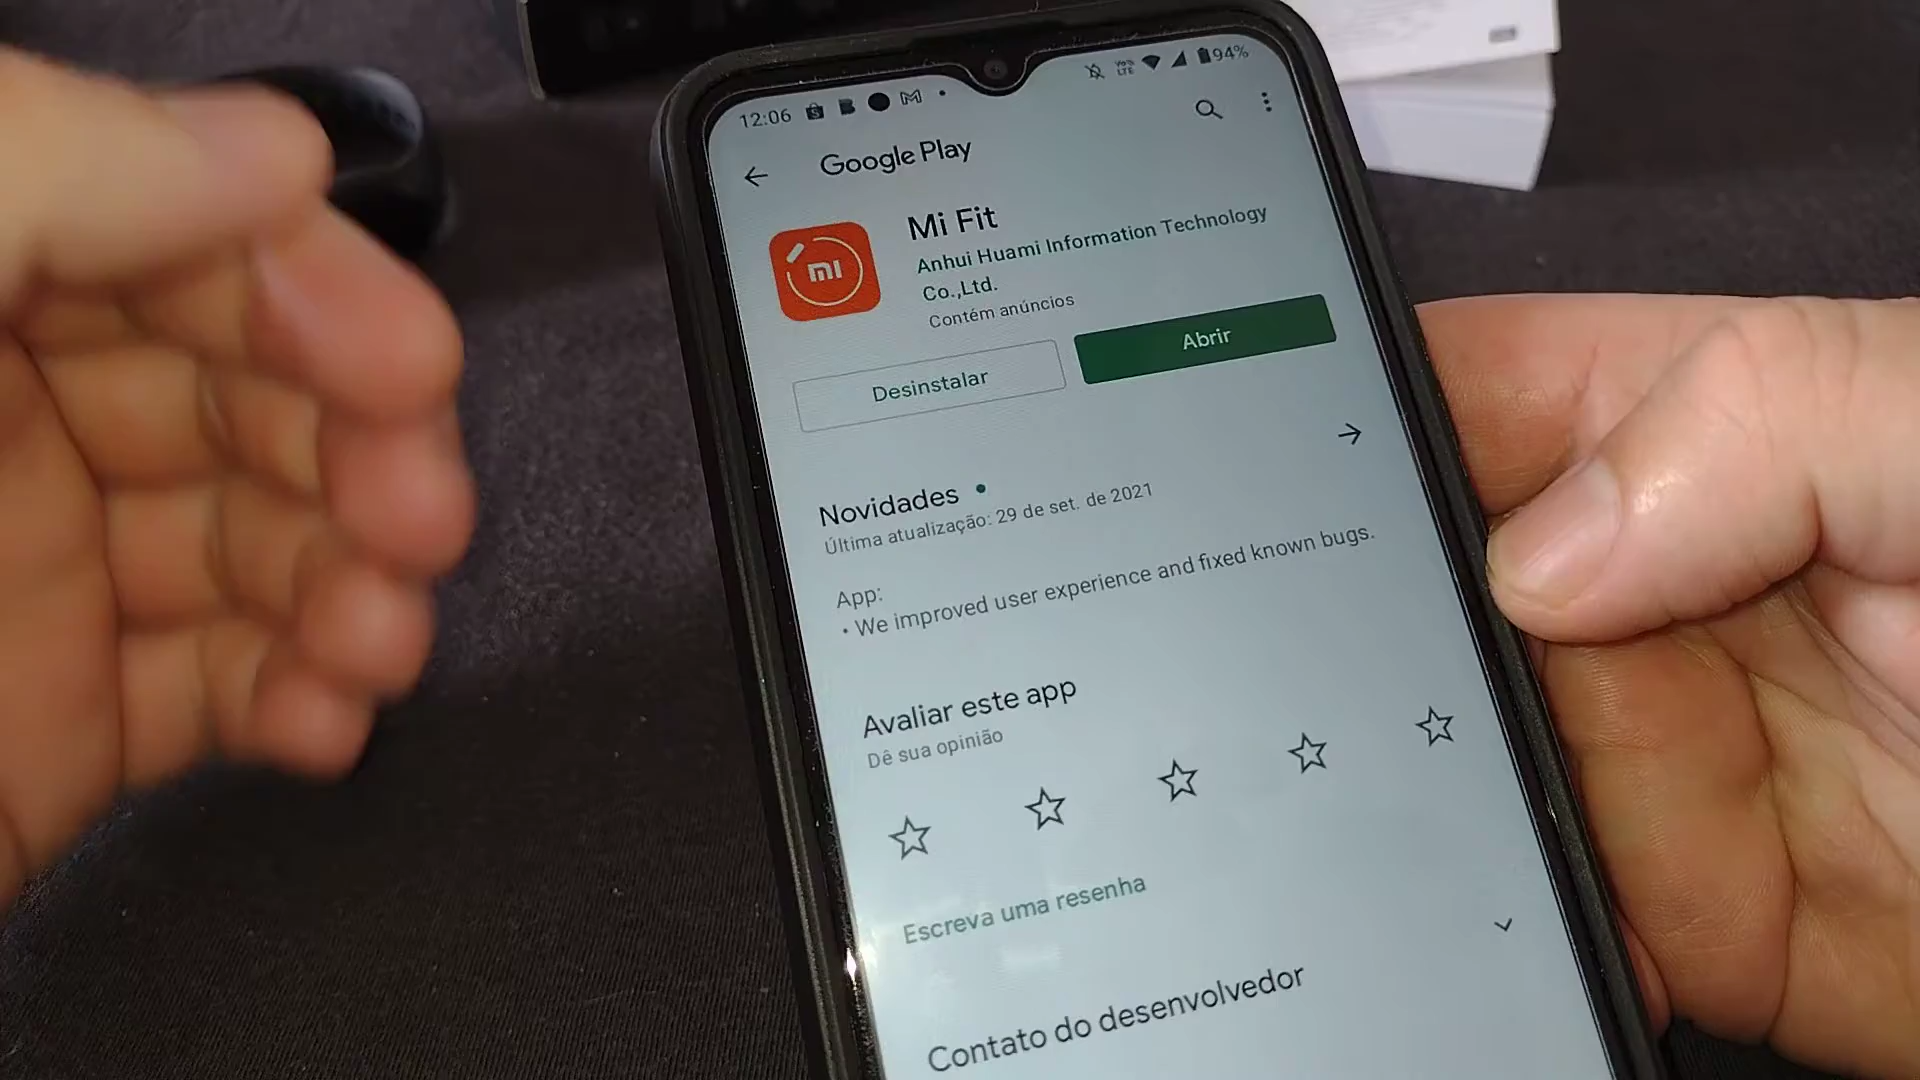 12:06
VoLTE 94%
Google Play
mi
Mi Fit
Anhui Huami Information Technology
Co.,Ltd.
Contém anúncios
Desinstalar
Abrir
Novidades
Última atualização: 29 de set. de 2021
App:
• We improved user experience and fixed known bugs.
Avaliar este app
Dê sua opinião
Escreva uma resenha
Contato do desenvolvedor